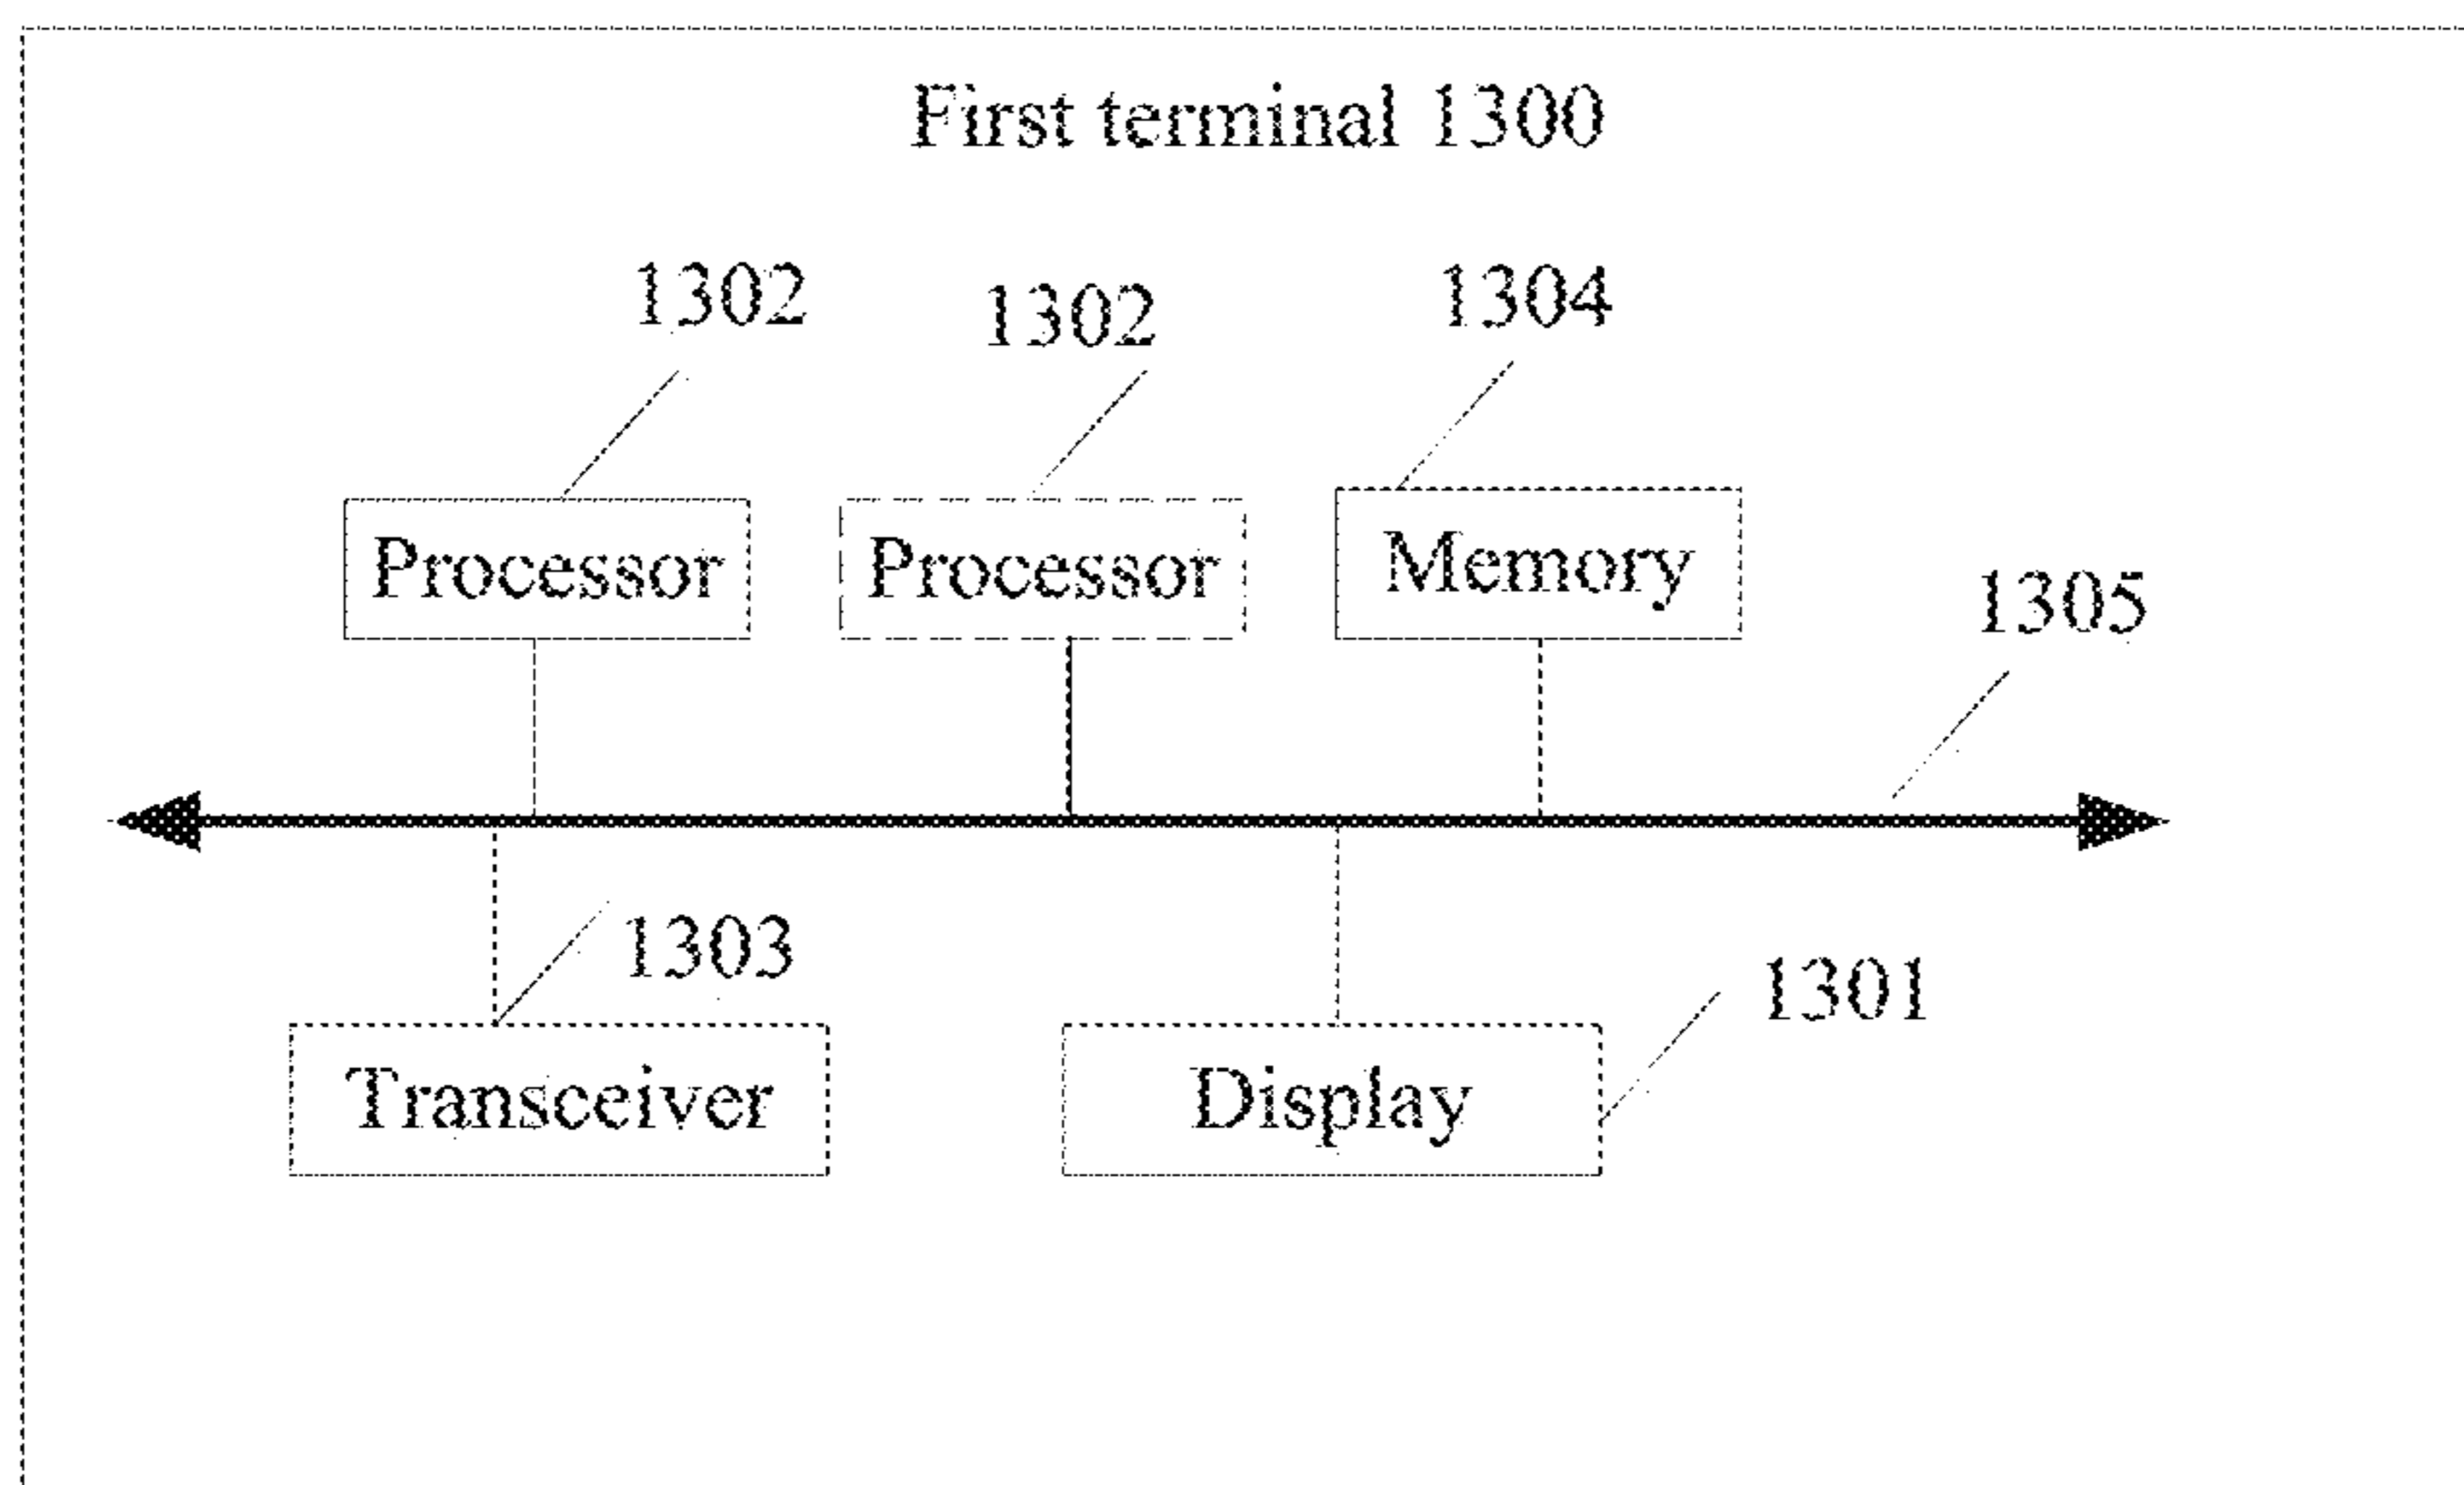 First terminal 1300
1302
1302
1304
Processor
Processor
Memory
1305
1303
1301
Transceiver
Display